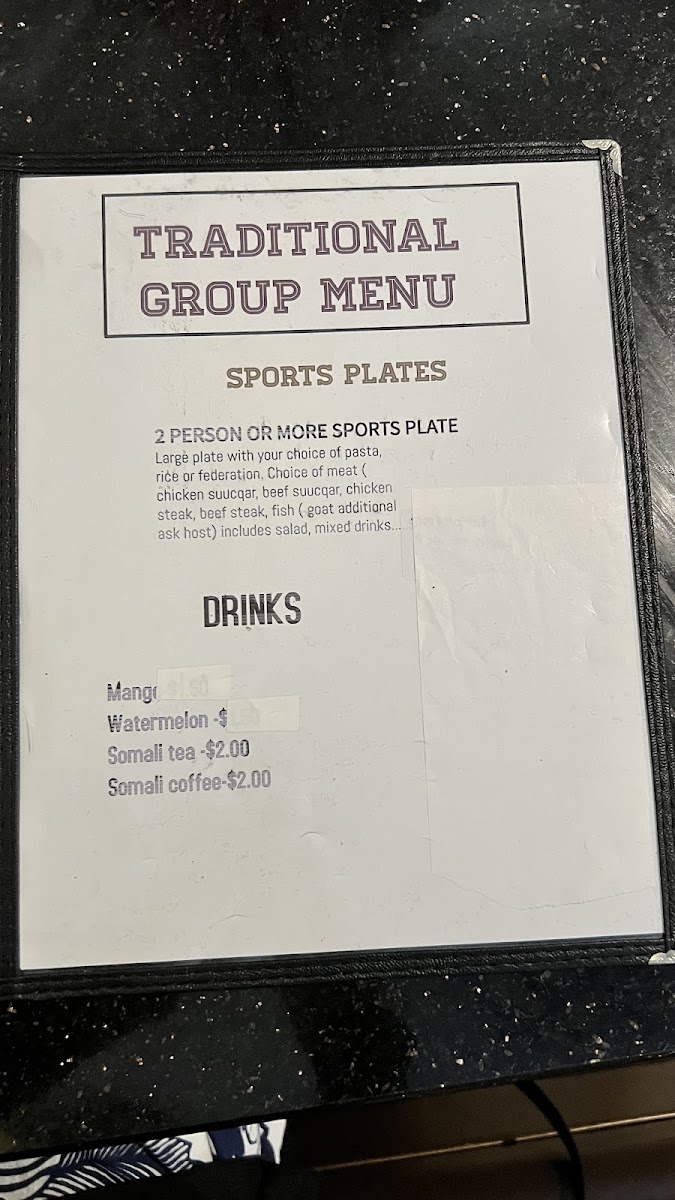 TRADITIONAL
GROUP MENU
SPORTS PLATES
2 PERSON OR MORE SPORTS PLATE
Large plate with your choice of pasta,
rice or federation. Choice of meat (
chicken suucqar, beef suucqar, chicken
steak, beef steak, fish ( goat additional
ask host) includes salad, mixed drinks...
DRINKS
Mango
Watermelon -$
Somali tea -$2.00
Somali coffee-$2.00